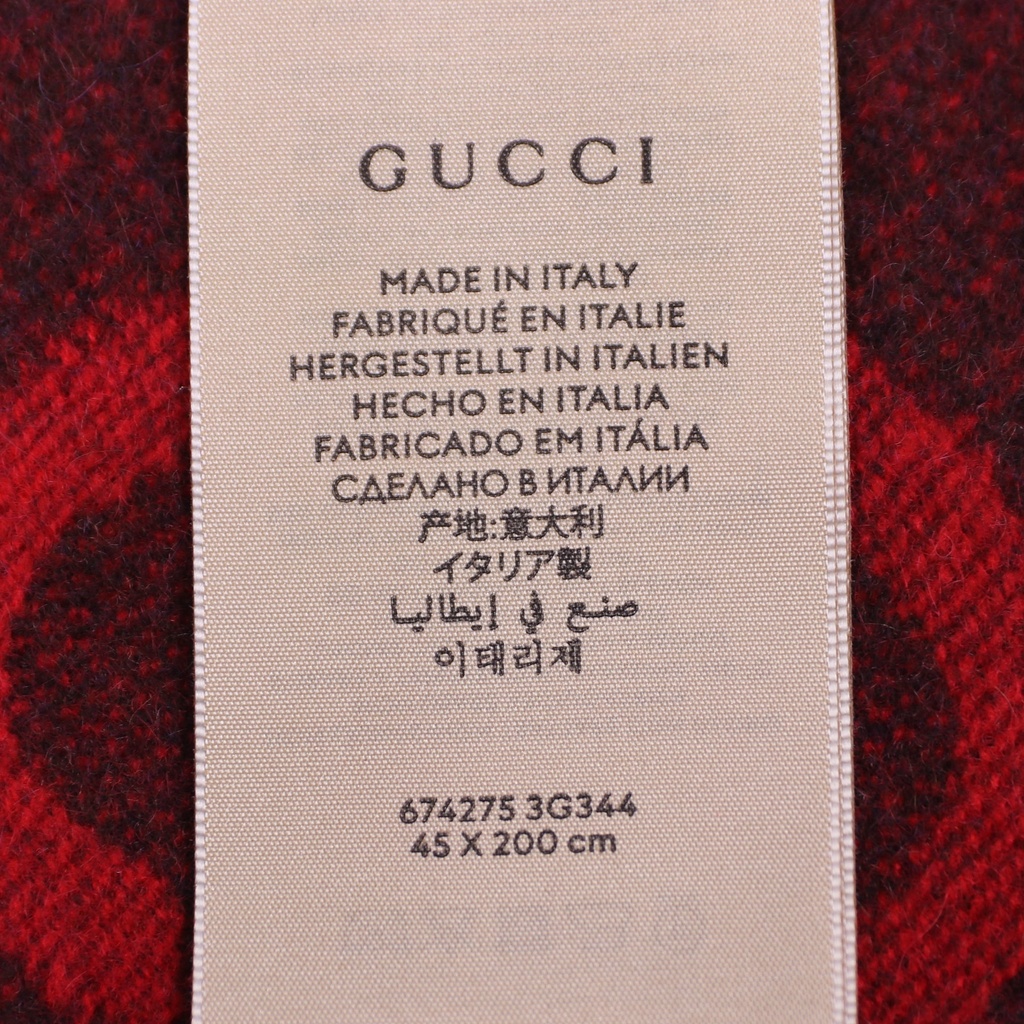 GUCCI
MADE IN ITALY
FABRIQUÉ EN ITALIE
HERGESTELLT IN ITALIEN
HECHO EN ITALIA
FABRICADO EM ITÁLIA
СДЕЛАНО В ИТАЛИИ
产地:意大利
イタリア製
صنع في إيطاليا
이태리제
674275 3G344
45 X 200 cm